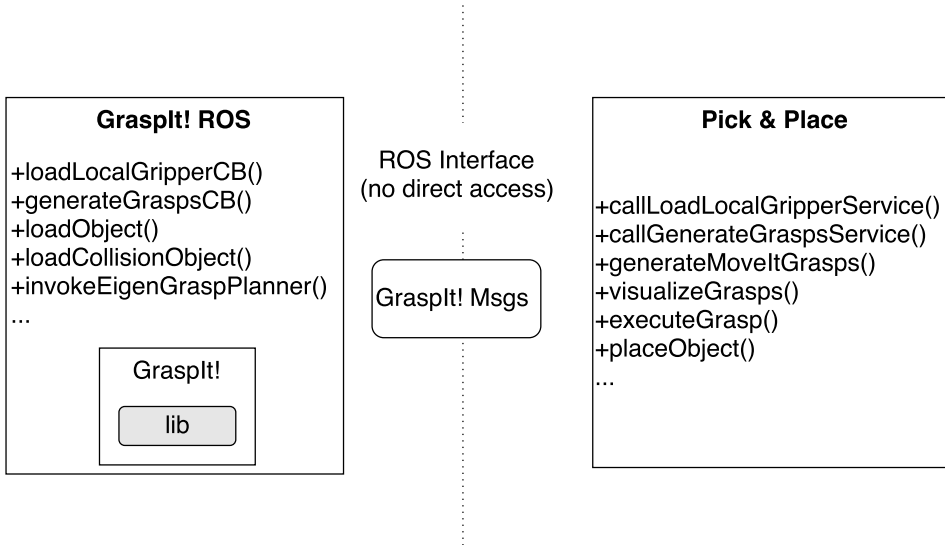 GraspIt! ROS
+loadLocalGripperCB()
+generateGraspsCB()
+loadObject()
+loadCollisionObject()
+invokeEigenGraspPlanner()
...
GraspIt!
lib
ROS Interface
(no direct access)
GraspIt! Msgs
Pick & Place
+callLoadLocalGripperService()
+callGenerateGraspsService()
+generateMoveItGrasps()
+visualizeGrasps()
+executeGrasp()
+placeObject()
...